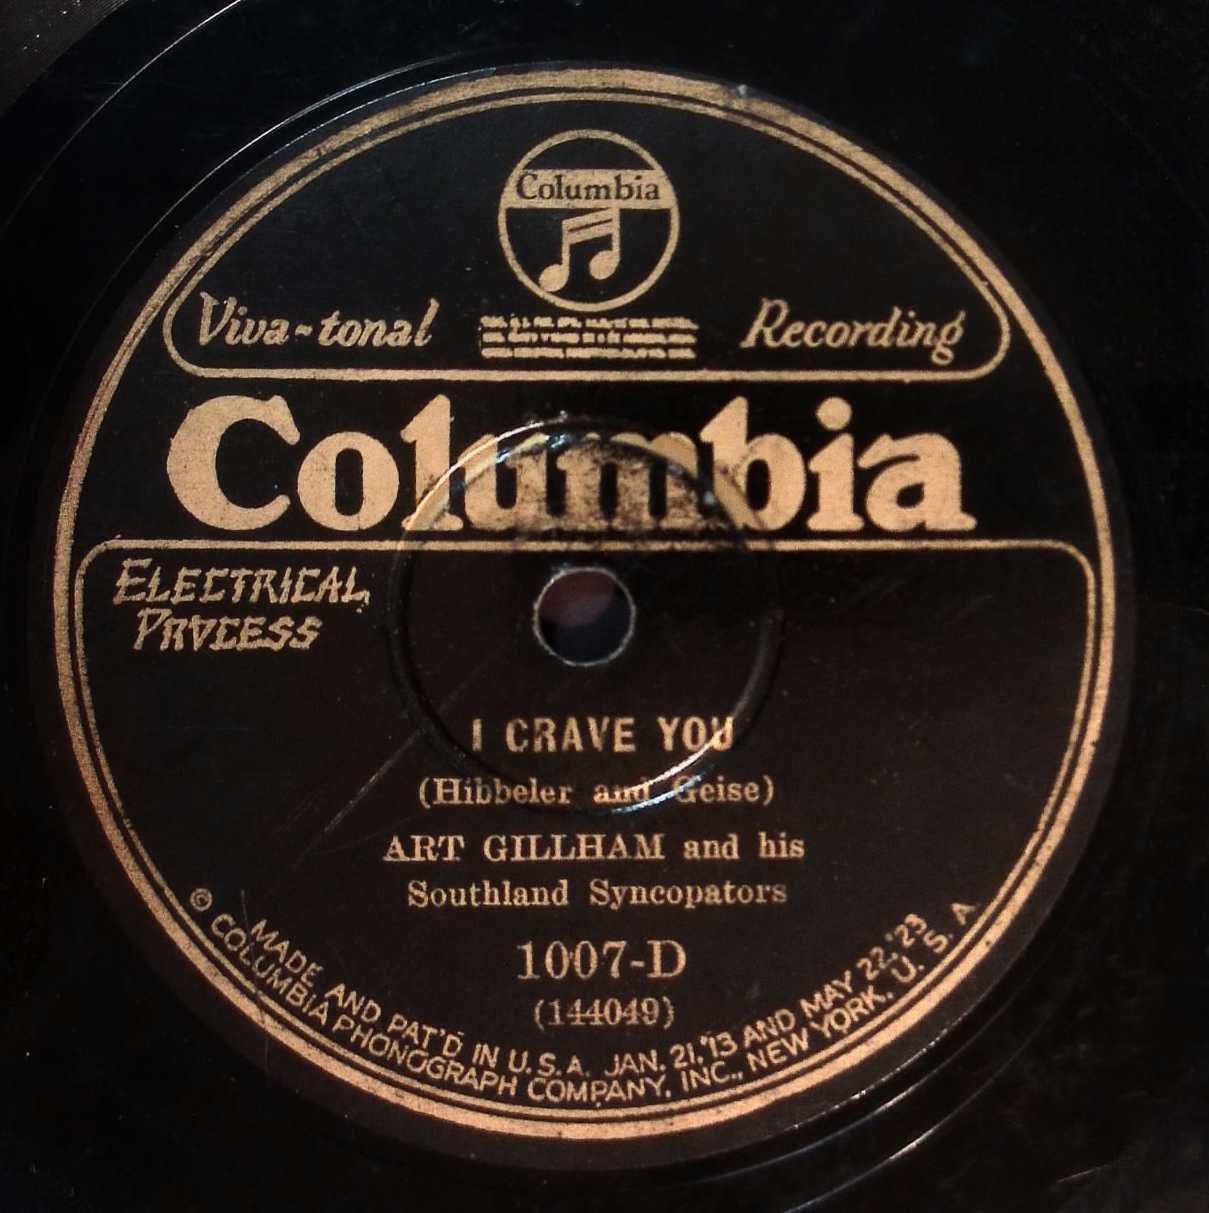 Columbia
Viva-tonal
Recording
Columbia
ELECTRICAL
PROCESS
I CRAVE YOU
(Hibbeler and Geise)
ART GILLHAM and his
Southland Syncopators
1007-D
(144049)
MADE AND PAT'D IN U.S.A. JAN. 21,'13 AND MAY 22,'23
© COLUMBIA PHONOGRAPH COMPANY, INC., NEW YORK, U. S. A